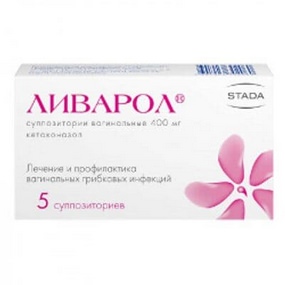 ЛИВАРОЛ®
STADA
суппозитории вагинальные 400 мг
кетоконазол
Лечение и профилактика
вагинальных грибковых инфекций
5 суппозиториев